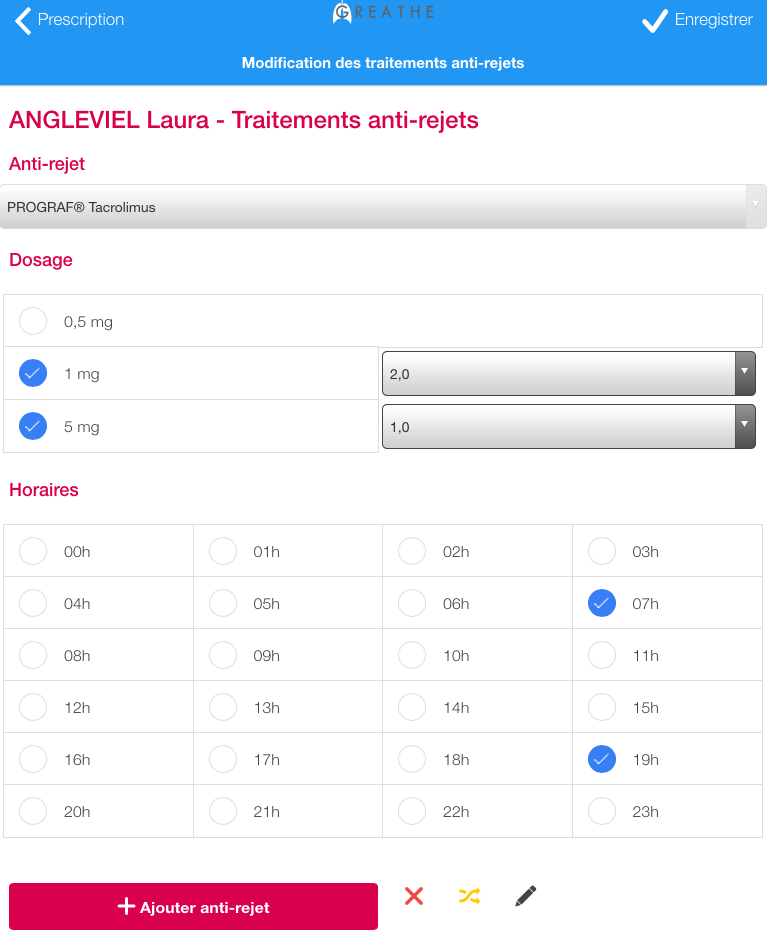 Prescription
GREATHE
Enregistrer
Modification des traitements anti-rejets
ANGLEVIEL Laura - Traitements anti-rejets
Anti-rejet
PROGRAF® Tacrolimus
Dosage
0,5 mg
1 mg 2,0
5 mg 1,0
Horaires
00h 01h 02h 03h
04h 05h 06h 07h
08h 09h 10h 11h
12h 13h 14h 15h
16h 17h 18h 19h
20h 21h 22h 23h
Ajouter anti-rejet